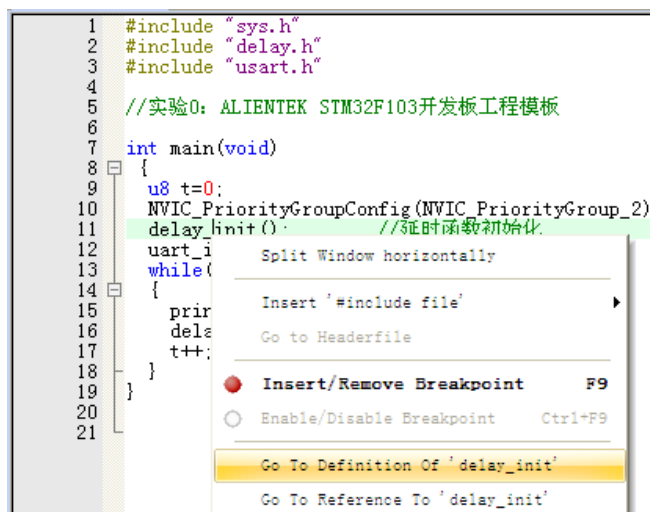 1 #include "sys.h"
2 #include "delay.h"
3 #include "usart.h"
4
5 //实验0：ALIENTEK STM32F103开发板工程模板
6
7 int main(void)
8 {
9 u8 t=0;
10 NVIC_PriorityGroupConfig(NVIC_PriorityGroup_2)
11 delay_init(); //延时函数初始化
12 uart_i
13 while(
14 {
15 prin
16 dela
17 t++;
18 }
19 }
20
21
Split Window horizontally
Insert '#include file'
Go to Headerfile
Insert/Remove Breakpoint F9
Enable/Disable Breakpoint Ctrl+F9
Go To Definition Of 'delay_init'
Go To Reference To 'delay_init'